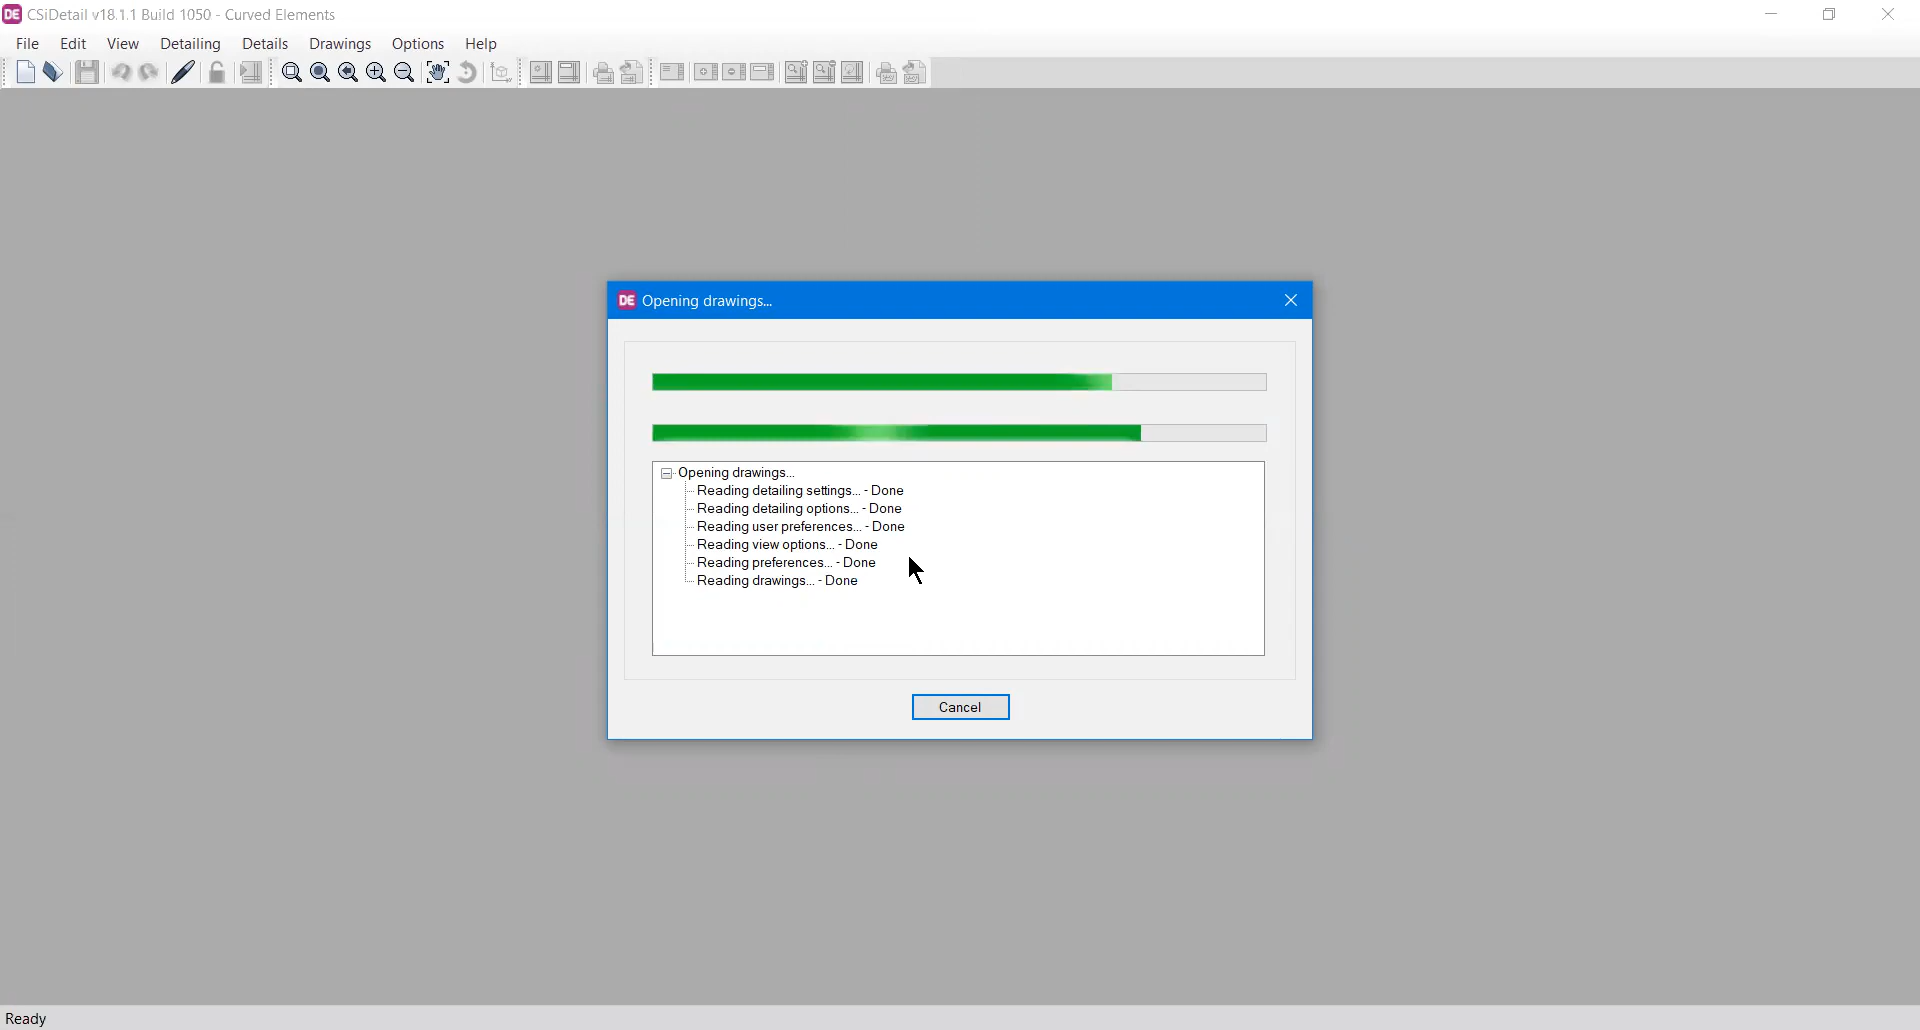 DE CSiDetail v18.1.1 Build 1050 - Curved Elements
File Edit View Detailing Details Drawings Options Help
DE Opening drawings...
Opening drawings...
Reading detailing settings... - Done
Reading detailing options... - Done
Reading user preferences... - Done
Reading view options... - Done
Reading preferences... - Done
Reading drawings... - Done
Cancel
Ready